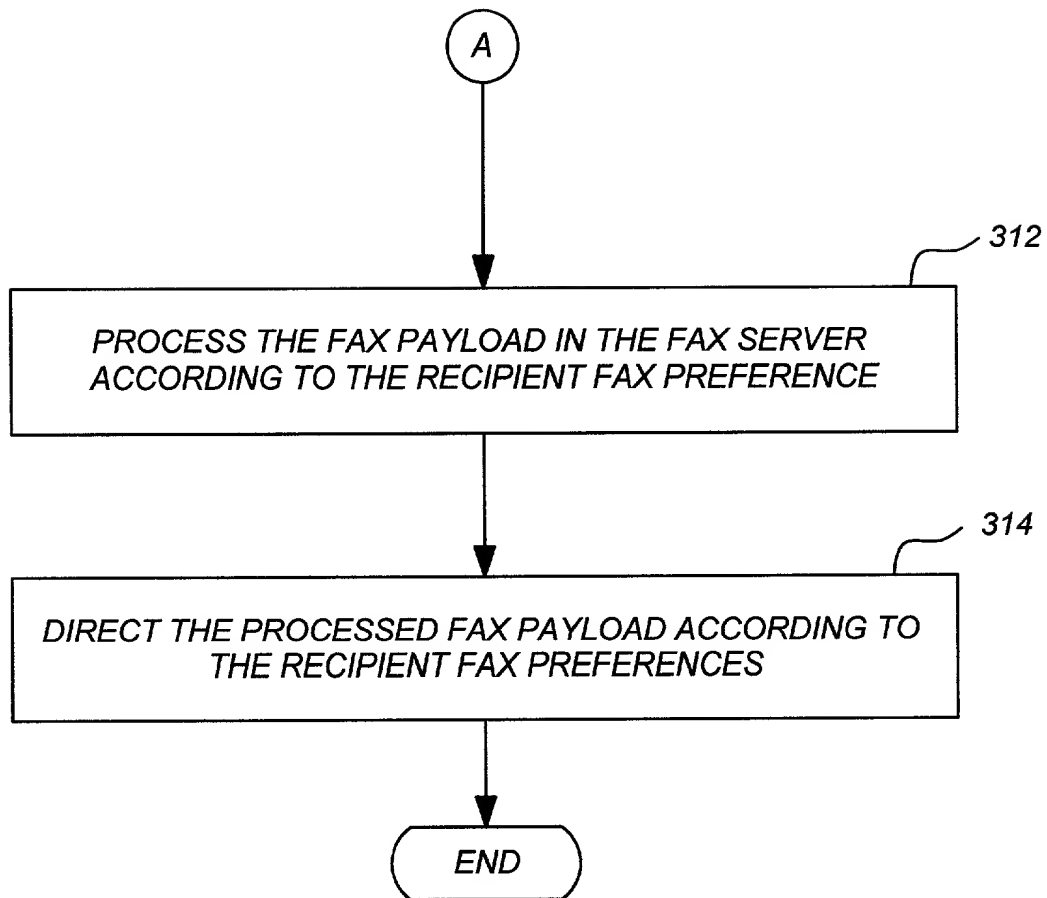 A
312
PROCESS THE FAX PAYLOAD IN THE FAX SERVER
ACCORDING TO THE RECIPIENT FAX PREFERENCE
314
DIRECT THE PROCESSED FAX PAYLOAD ACCORDING TO
THE RECIPIENT FAX PREFERENCES
END